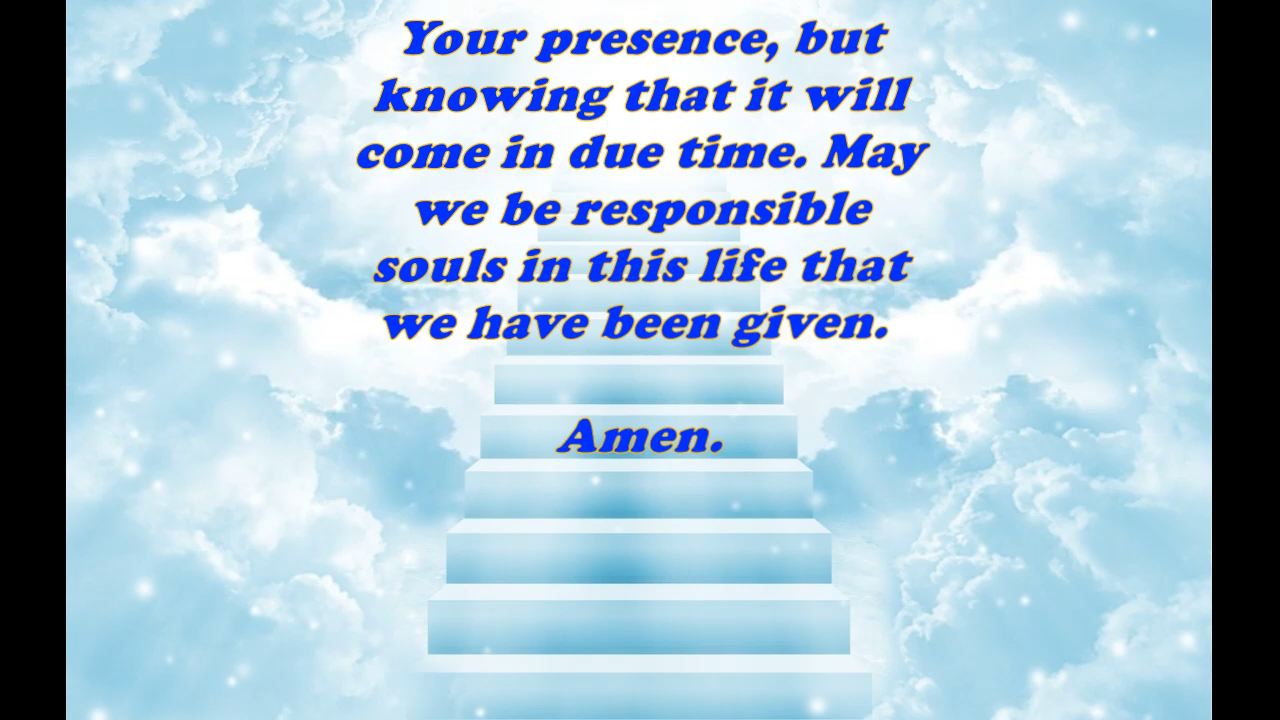 Your presence, but
knowing that it will
come in due time. May
we be responsible
souls in this life that
we have been given.
Amen.